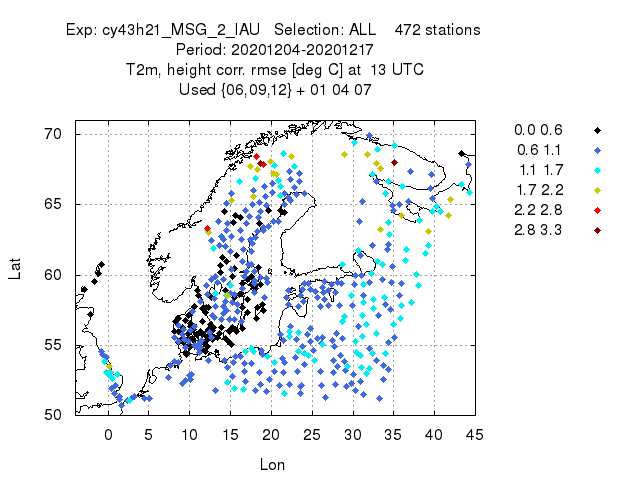 Exp: cy43h21_MSG_2_IAU Selection: ALL 472 stations
Period: 20201204-20201217
T2m, height corr. rmse [deg C] at 13 UTC
Used {06,09,12} + 01 04 07
70
65
60
55
50
Lat
0 5 10 15 20 25 30 35 40 45
Lon
0.0 0.6
0.6 1.1
1.1 1.7
1.7 2.2
2.2 2.8
2.8 3.3